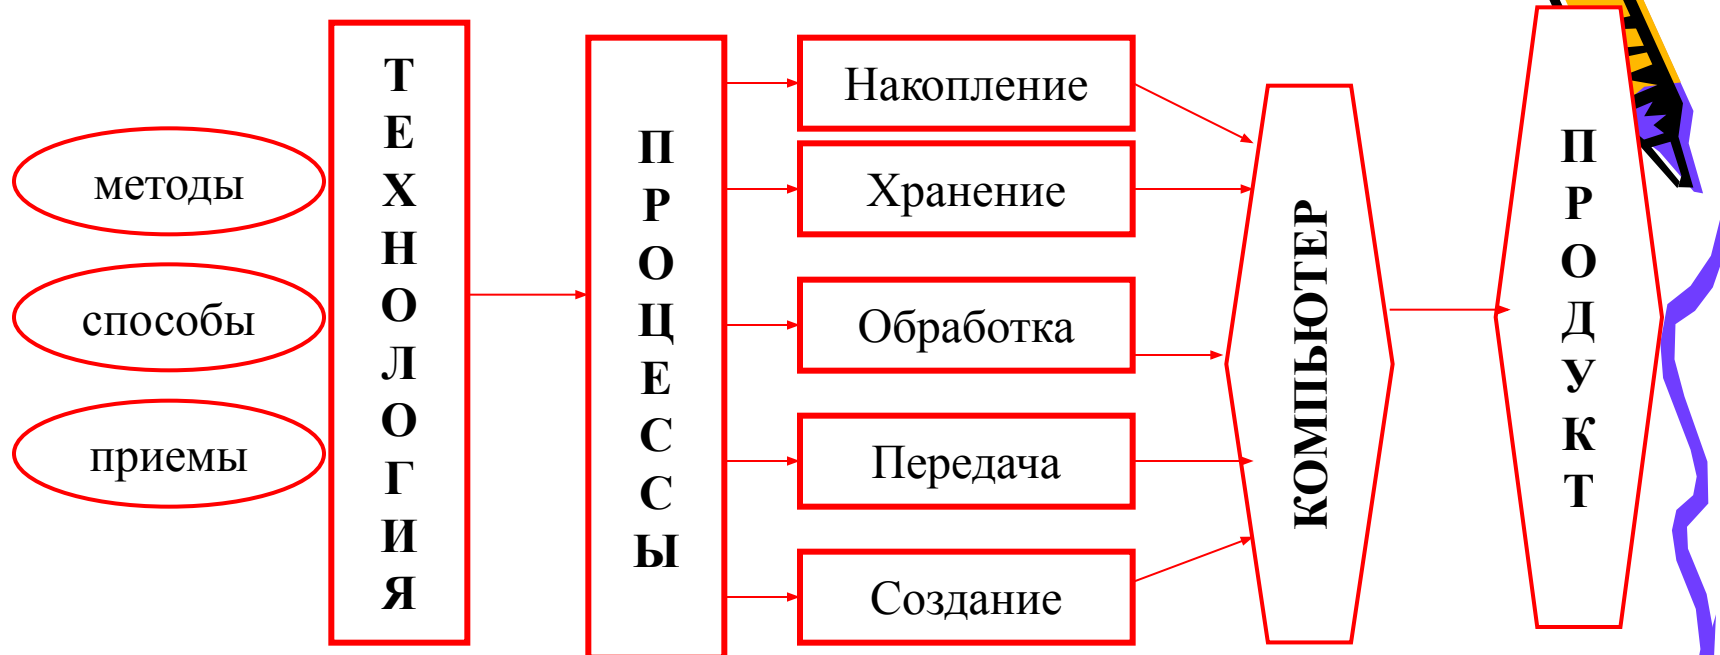 методы
способы
приемы
ТЕХНОЛОГИЯ
ПРОЦЕССЫ
Накопление
Хранение
Обработка
Передача
Создание
КОМПЬЮТЕР
ПРОДУКТ